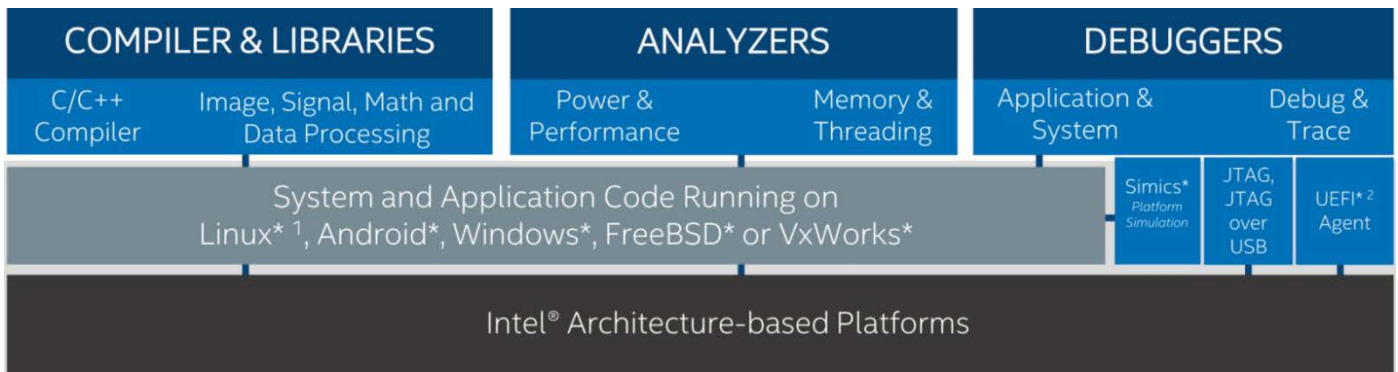 COMPILER & LIBRARIES
C/C++
Compiler
Image, Signal, Math and
Data Processing
ANALYZERS
Power &
Performance
Memory &
Threading
DEBUGGERS
Application &
System
Debug &
Trace
System and Application Code Running on
Linux* 1, Android*, Windows*, FreeBSD* or VxWorks*
Simics*
Platform
Simulation
JTAG,
JTAG
over
USB
UEFI* 2
Agent
Intel® Architecture-based Platforms